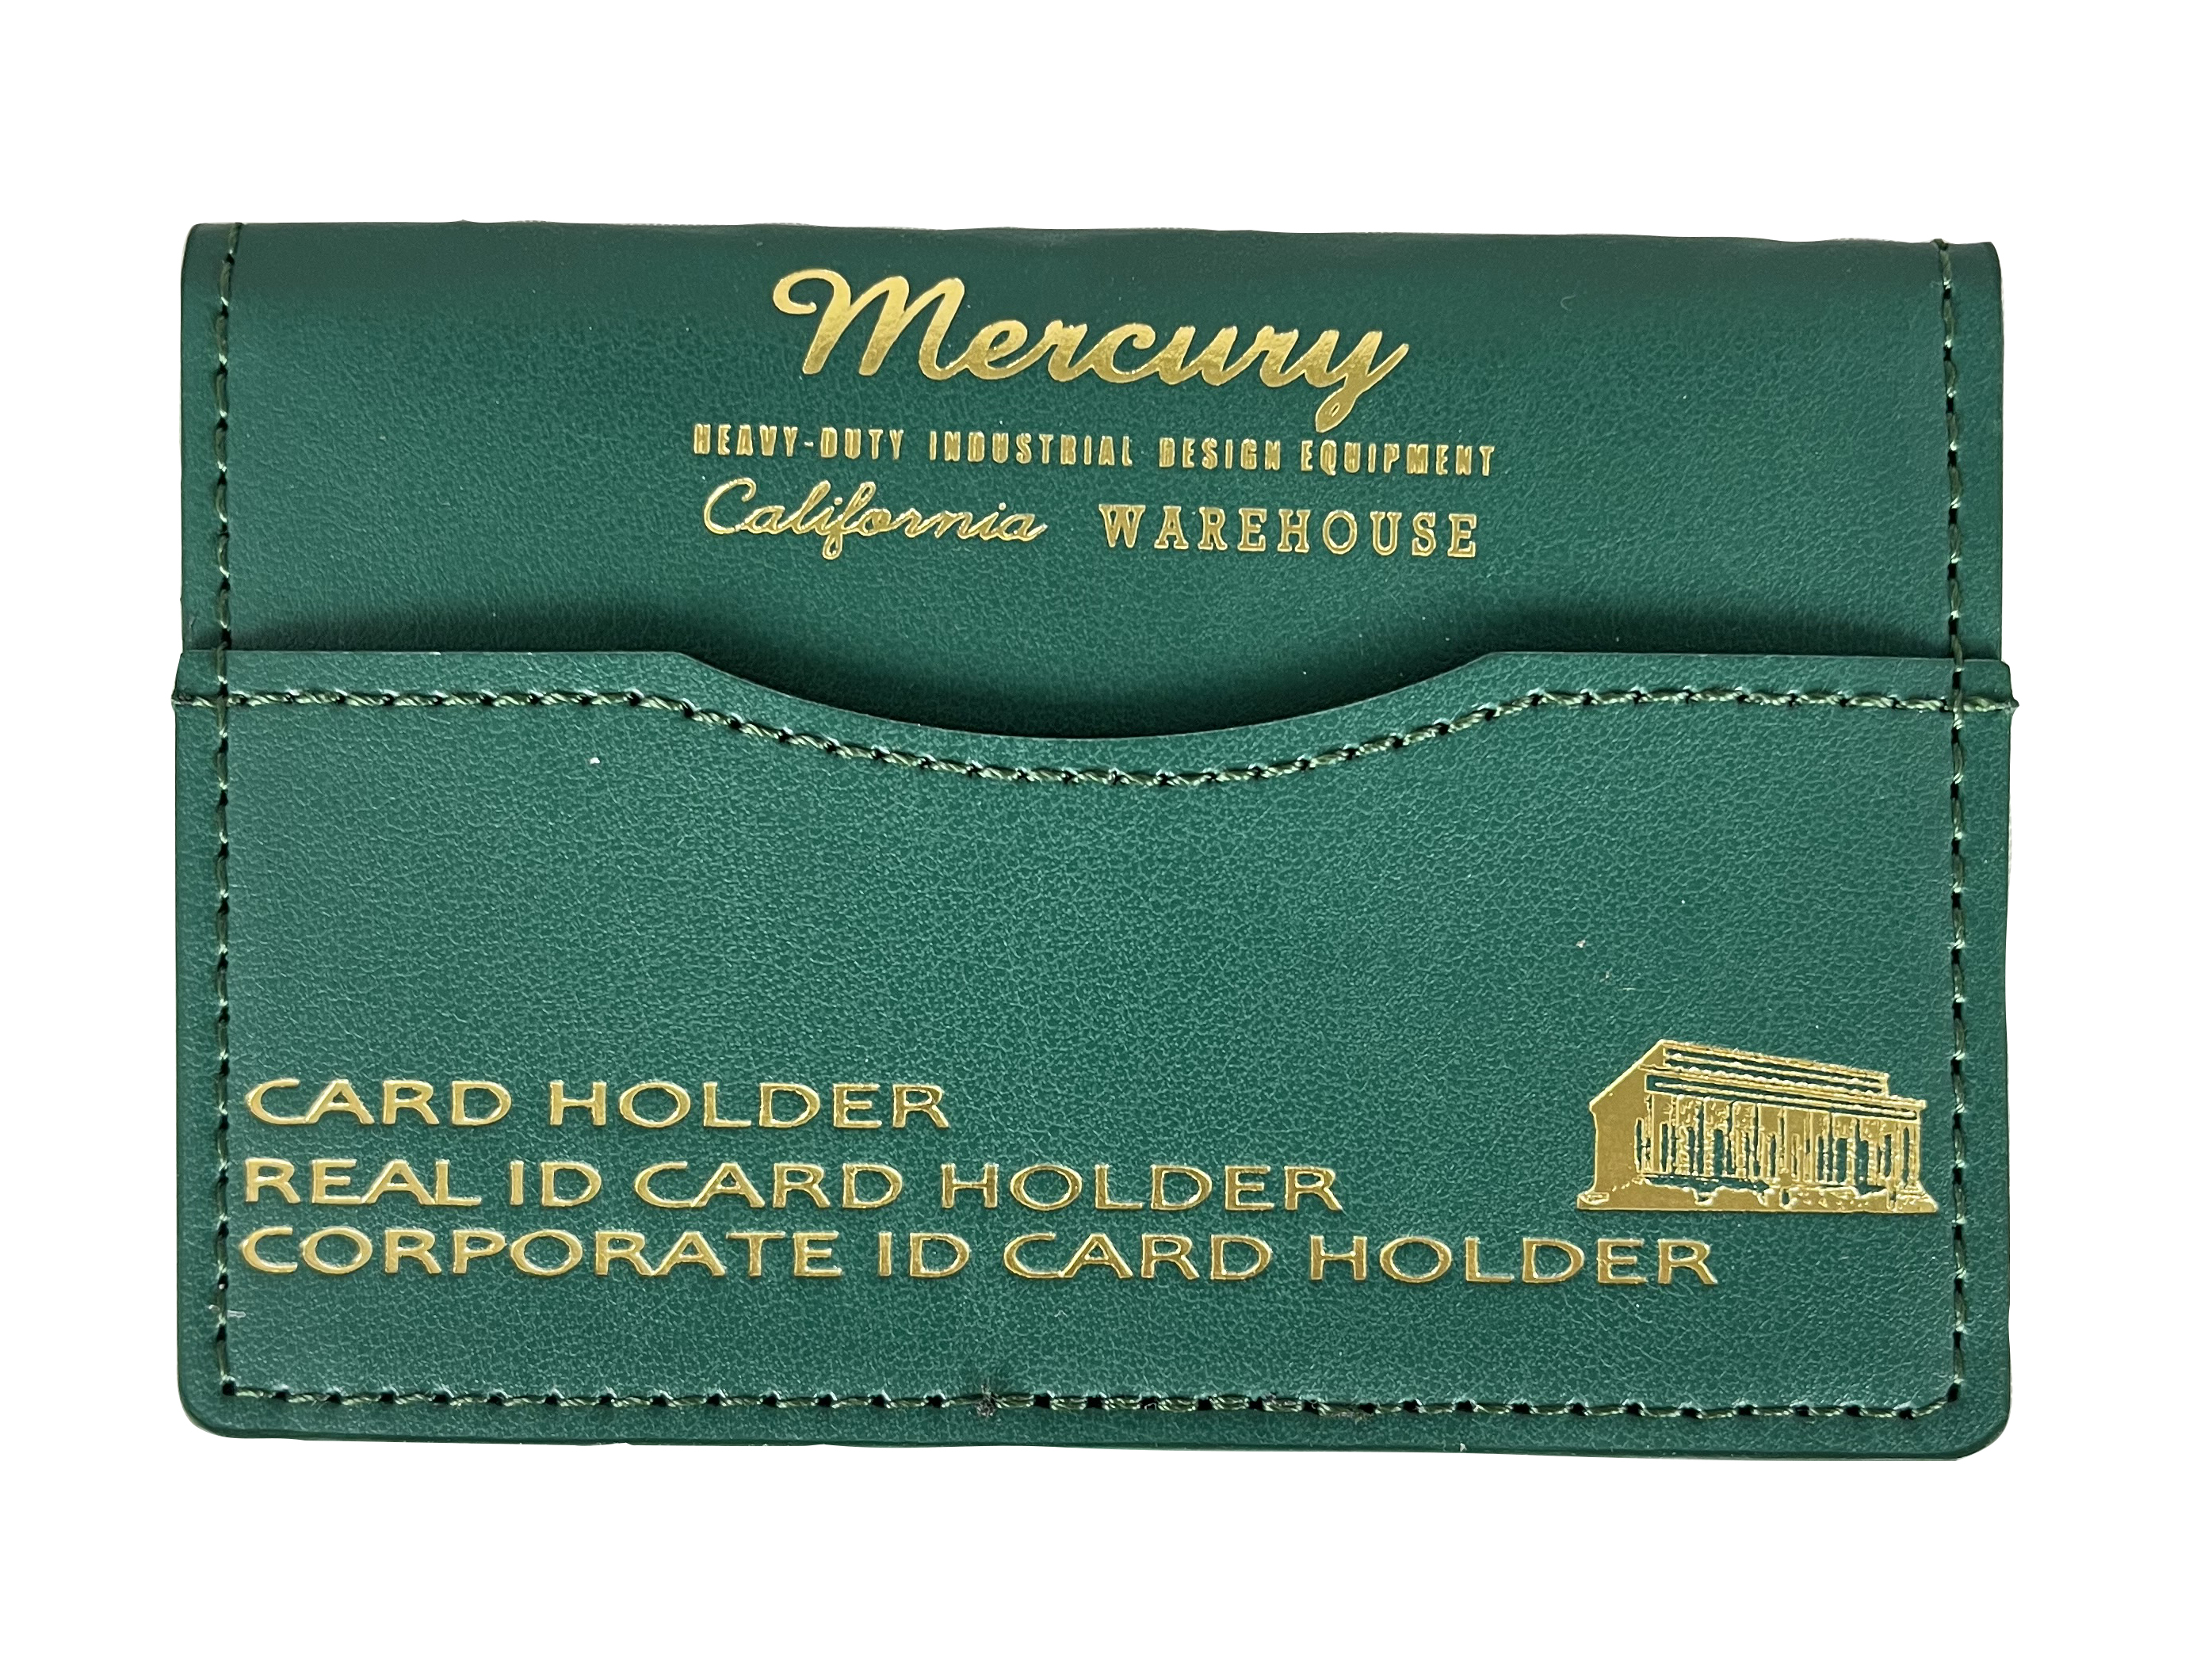 Mercury
HEAVY-DUTY INDUSTRIAL DESIGN EQUIPMENT
California WAREHOUSE
CARD HOLDER
REAL ID CARD HOLDER
CORPORATE ID CARD HOLDER